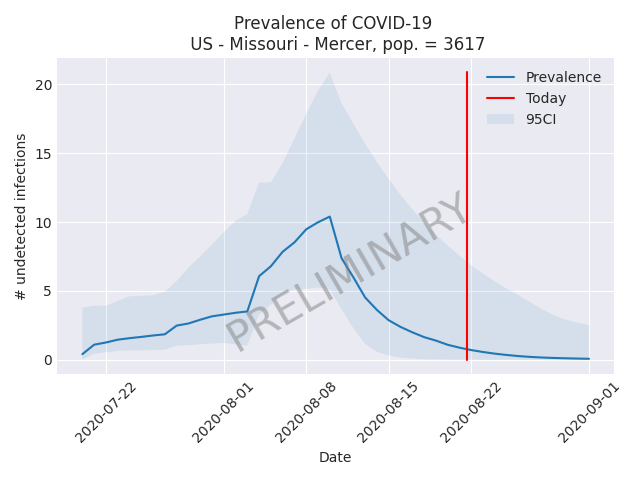 Prevalence of COVID-19
US - Missouri - Mercer, pop. = 3617
# undetected infections
20
15
10
5
0
Prevalence
Today
95CI
PRELIMINARY
2020-07-22
2020-08-01
2020-08-08
2020-08-15
2020-08-22
2020-09-01
Date